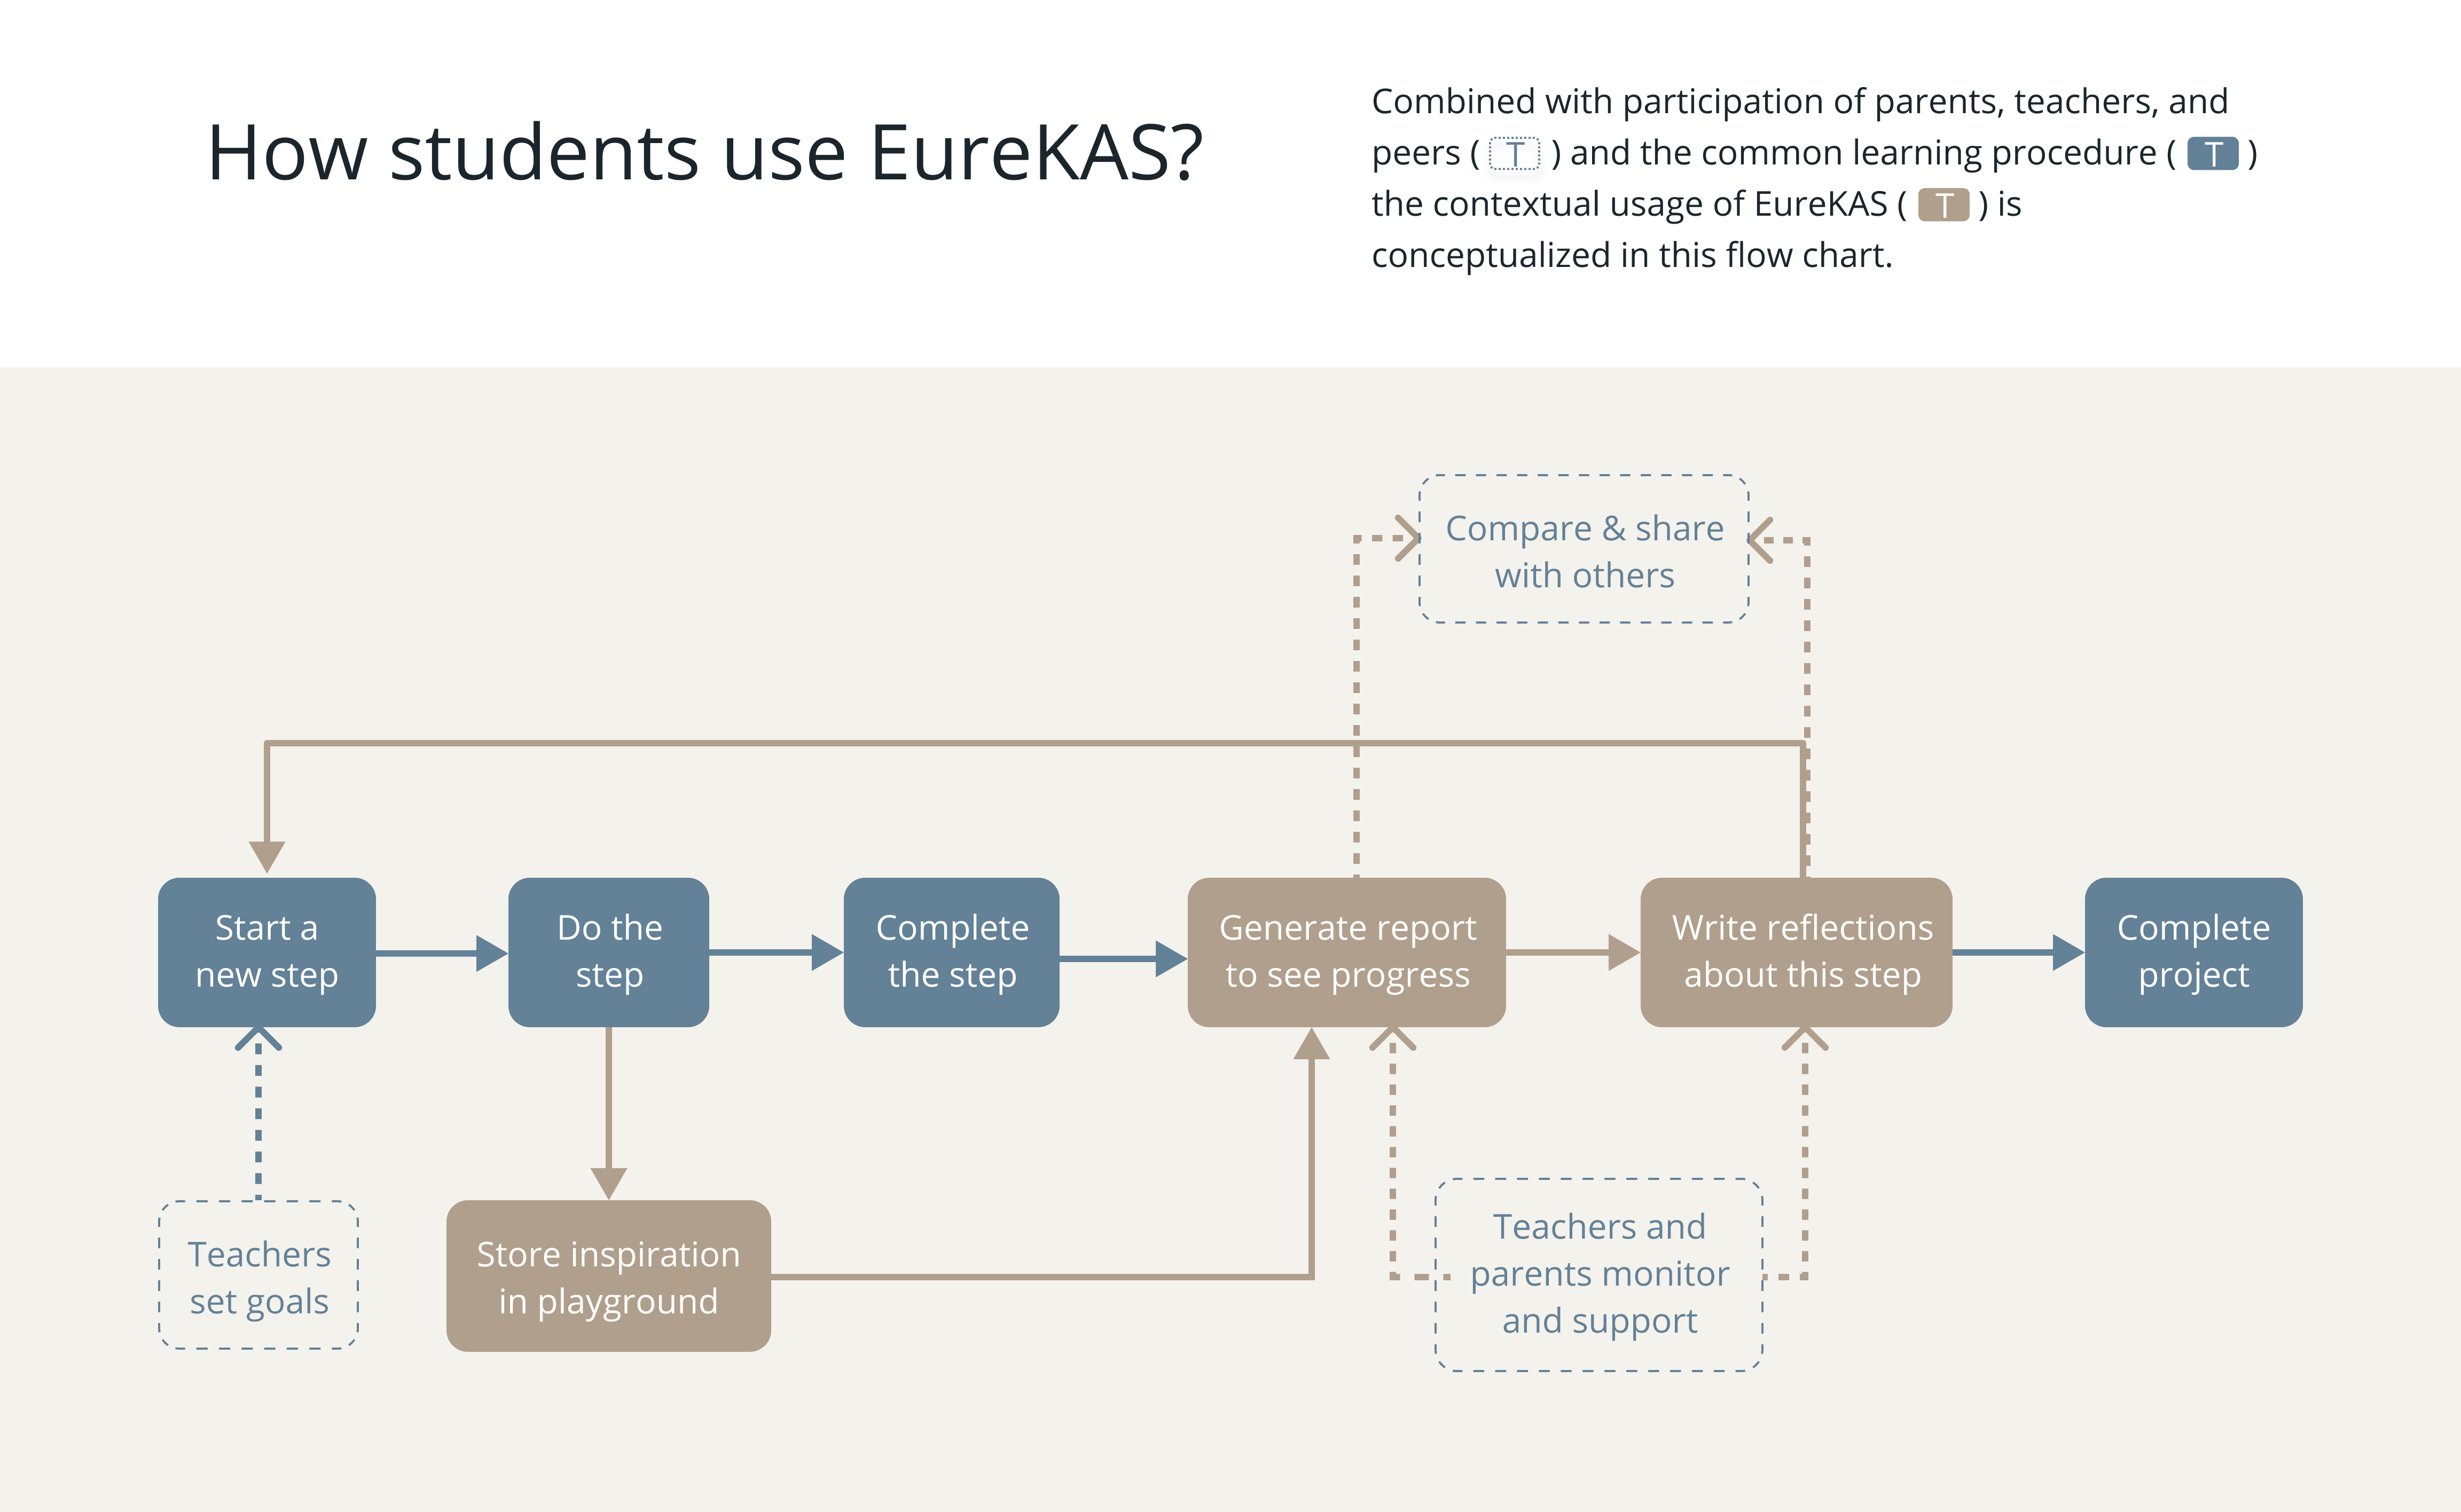 How students use EureKAS?
Combined with participation of parents, teachers, and
peers ( T ) and the common learning procedure ( T )
the contextual usage of EureKAS ( T ) is
conceptualized in this flow chart.
Compare & share
with others
Start a
new step
Do the
step
Complete
the step
Generate report
to see progress
Write reflections
about this step
Complete
project
Teachers
set goals
Store inspiration
in playground
Teachers and
parents monitor
and support